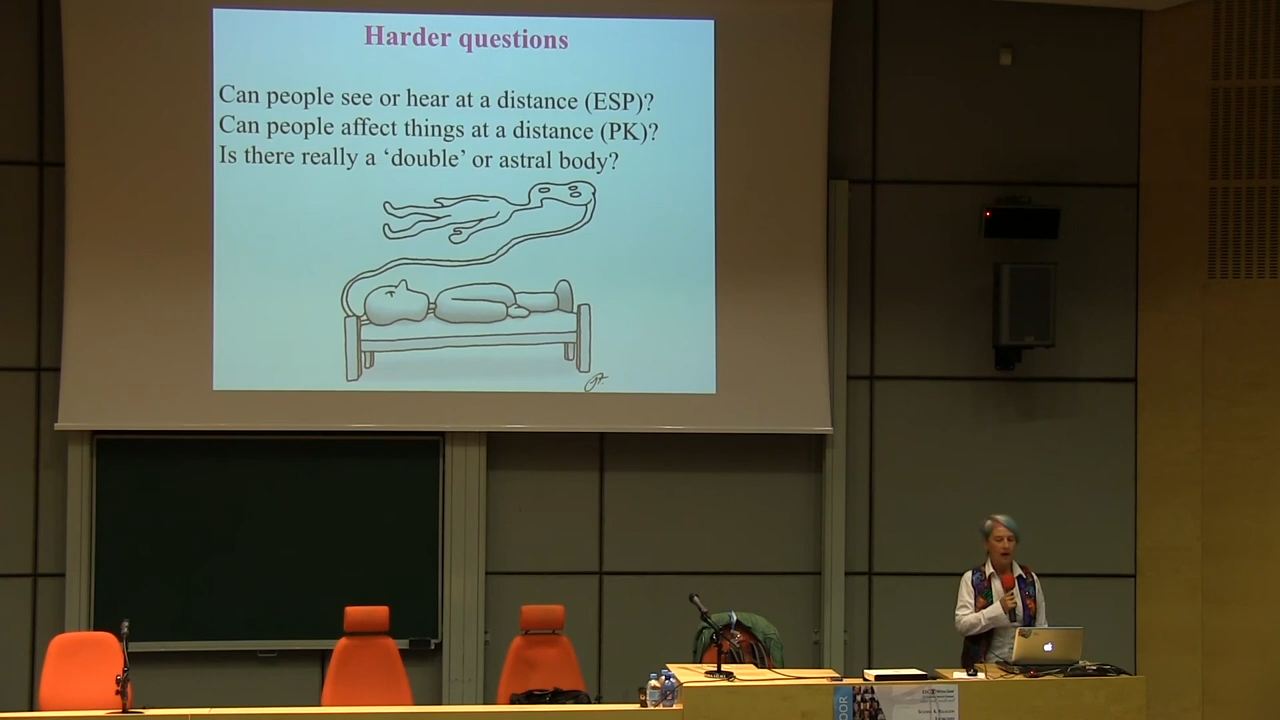 Harder questions
Can people see or hear at a distance (ESP)?
Can people affect things at a distance (PK)?
Is there really a ‘double’ or astral body?